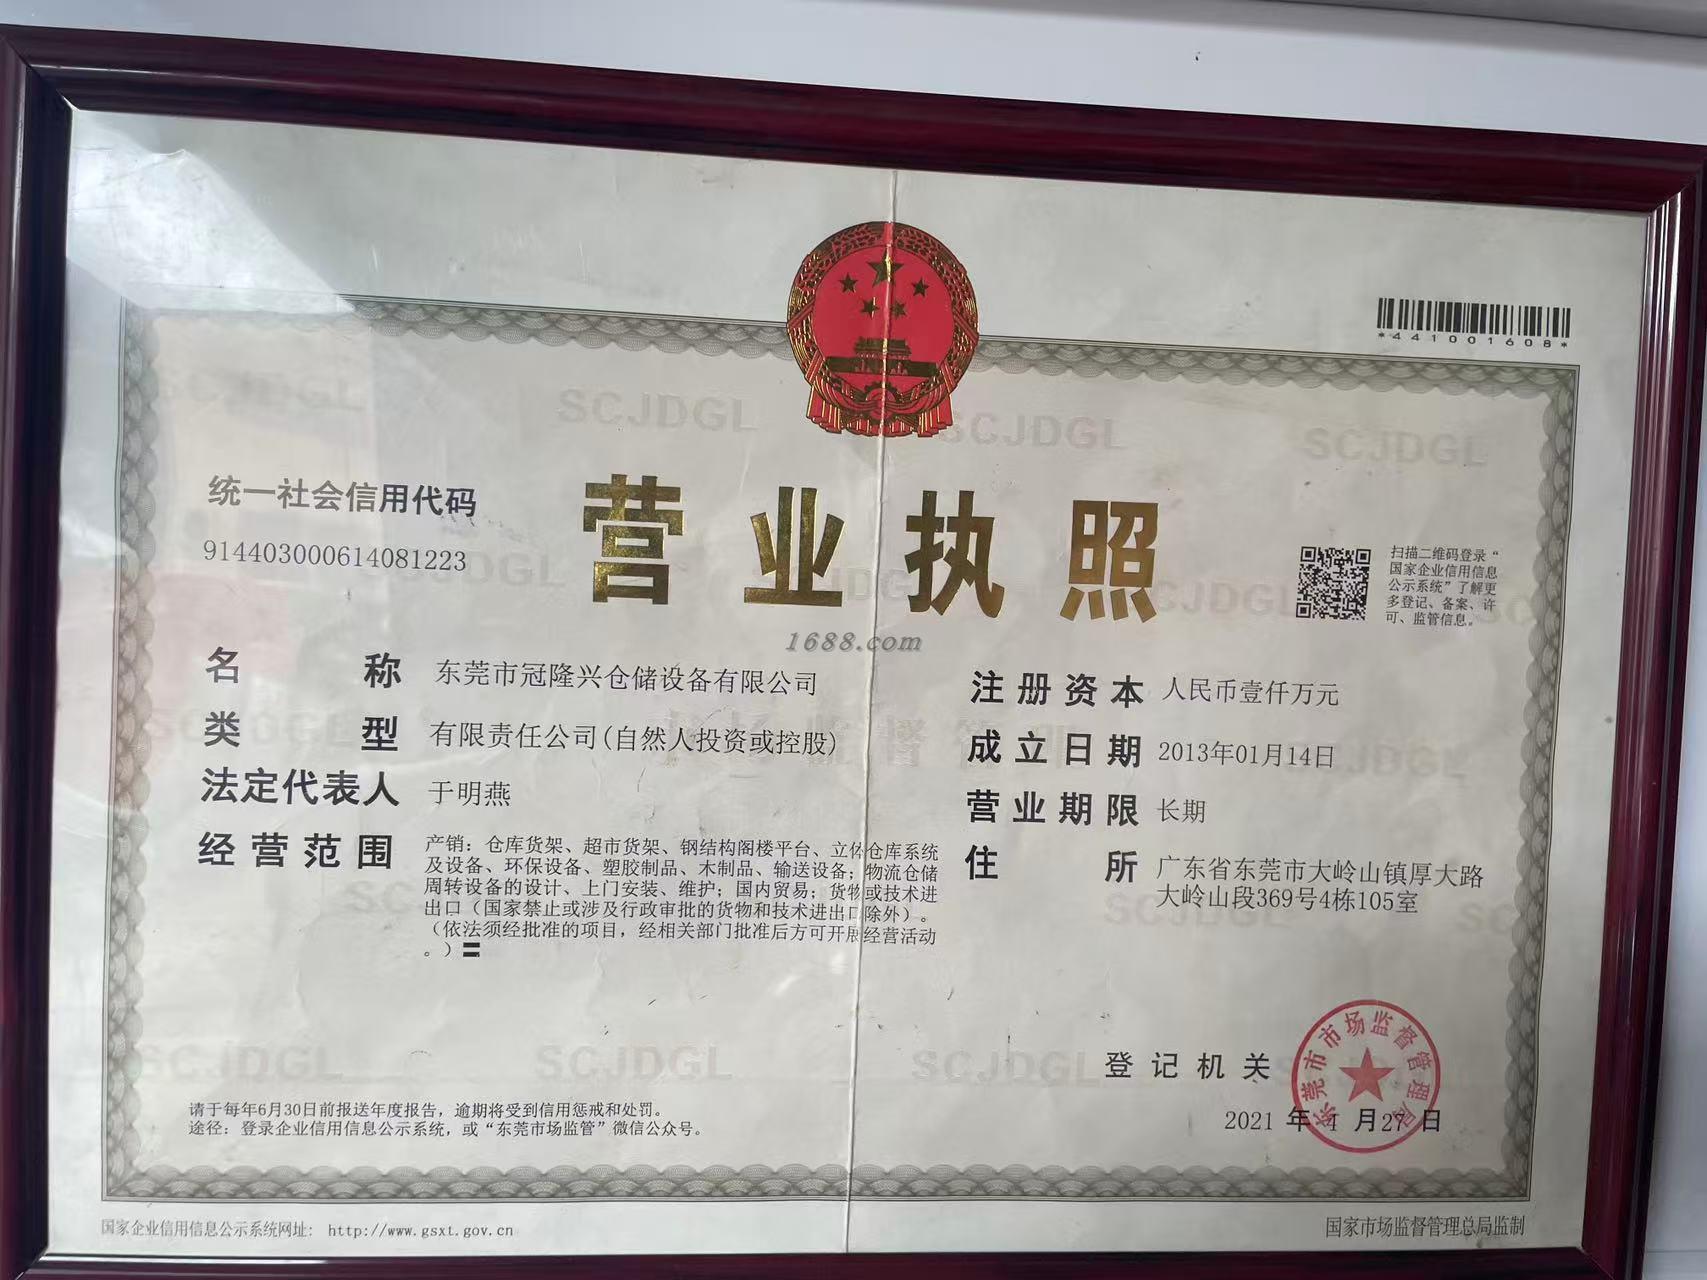 *441001608*
统一社会信用代码
914403000614081223
营业执照
扫描二维码登录“
国家企业信用信息
公示系统”了解更
多登记、备案、许
可、监管信息。
1688.com
名称 东莞市冠隆兴仓储设备有限公司
类型 有限责任公司(自然人投资或控股)
法定代表人 于明燕
经营范围 产销：仓库货架、超市货架、钢结构阁楼平台、立体仓库系统
及设备、环保设备、塑胶制品、木制品、输送设备；物流仓储
周转设备的设计、上门安装、维护；国内贸易；货物或技术进
出口（国家禁止或涉及行政审批的货物和技术进出口除外）。
（依法须经批准的项目，经相关部门批准后方可开展经营活动
。）
注册资本 人民币壹仟万元
成立日期 2013年01月14日
营业期限 长期
住所 广东省东莞市大岭山镇厚大路
大岭山段369号4栋105室
登记机关
东莞市市场监督管理局
2021 年 4 月 27 日
请于每年6月30日前报送年度报告，逾期将受到信用惩戒和处罚。
途径：登录企业信用信息公示系统，或“东莞市场监管”微信公众号。
国家企业信用信息公示系统网址： http://www.gsxt.gov.cn
国家市场监督管理总局监制
SCJDGL